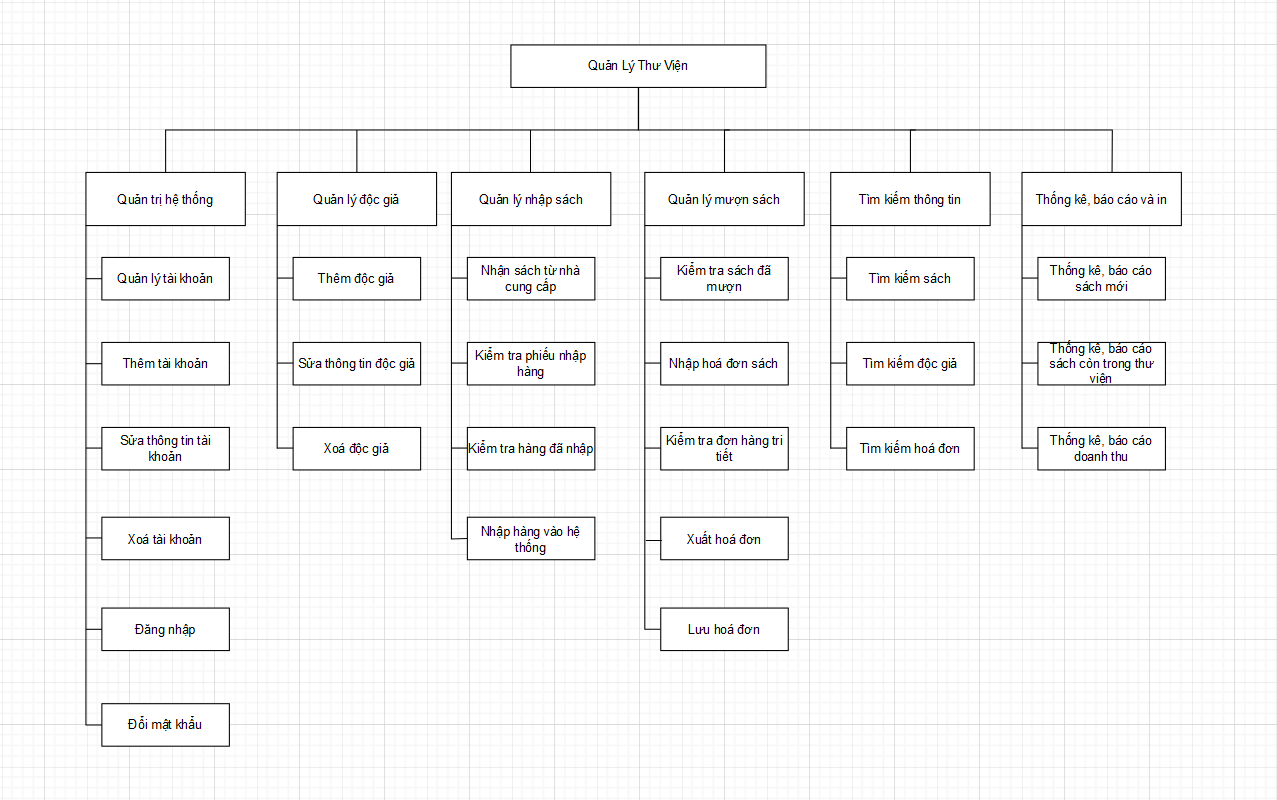 Quản Lý Thư Viện
Quản trị hệ thống
Quản lý tài khoản
Thêm tài khoản
Sửa thông tin tài
khoản
Xoá tài khoản
Đăng nhập
Đổi mật khẩu
Quản lý độc giả
Thêm độc giả
Sửa thông tin độc giả
Xoá độc giả
Quản lý nhập sách
Nhận sách từ nhà
cung cấp
Kiểm tra phiếu nhập
hàng
Kiểm tra hàng đã nhập
Nhập hàng vào hệ
thống
Quản lý mượn sách
Kiểm tra sách đã
mượn
Nhập hoá đơn sách
Kiểm tra đơn hàng tri
tiết
Xuất hoá đơn
Lưu hoá đơn
Tìm kiếm thông tin
Tìm kiếm sách
Tìm kiếm độc giả
Tìm kiếm hoá đơn
Thống kê, báo cáo và in
Thống kê, báo cáo
sách mới
Thống kê, báo cáo
sách còn trong thư
viện
Thống kê, báo cáo
doanh thu